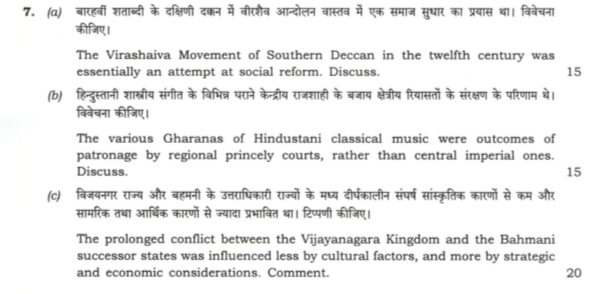 7. (a) बारहवीं शताब्दी के दक्षिणी दक्कन में वीरशैव आन्दोलन वास्तव में एक समाज सुधार का प्रयास था। विवेचना
कीजिए।
The Virashaiva Movement of Southern Deccan in the twelfth century was
essentially an attempt at social reform. Discuss. 15
(b) हिन्दुस्तानी शास्त्रीय संगीत के विभिन्न घराने केन्द्रीय राजशाही के बजाय क्षेत्रीय रियासतों के संरक्षण के परिणाम थे।
विवेचना कीजिए।
The various Gharanas of Hindustani classical music were outcomes of
patronage by regional princely courts, rather than central imperial ones.
Discuss. 15
(c) विजयनगर राज्य और बहमनी के उत्तराधिकारी राज्यों के मध्य दीर्घकालीन संघर्ष सांस्कृतिक कारणों से कम और
सामरिक तथा आर्थिक कारणों से ज्यादा प्रभावित था। टिप्पणी कीजिए।
The prolonged conflict between the Vijayanagara Kingdom and the Bahmani
successor states was influenced less by cultural factors, and more by strategic
and economic considerations. Comment. 20